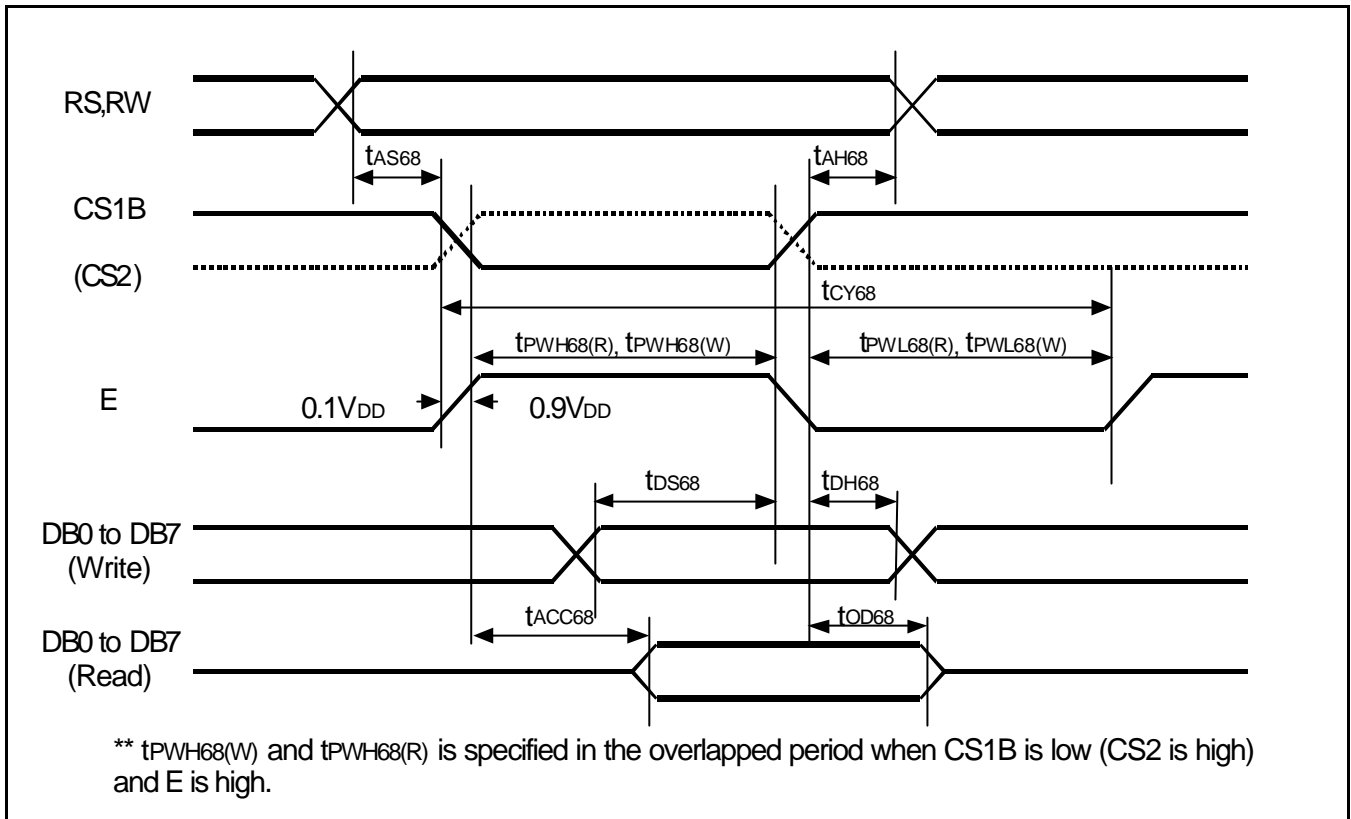 RS,RW
tAS68
tAH68
CS1B
(CS2)
tCY68
tPWH68(R), tPWH68(W)
tPWL68(R), tPWL68(W)
E
0.1VDD
0.9VDD
tDS68
tDH68
DB0 to DB7
(Write)
tACC68
tOD68
DB0 to DB7
(Read)
** tPWH68(W) and tPWH68(R) is specified in the overlapped period when CS1B is low (CS2 is high)
and E is high.